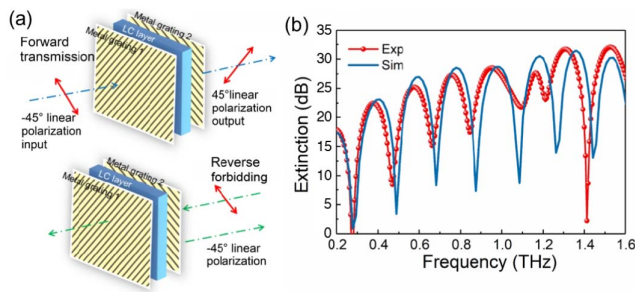 (a)
Metal grating 2
LC layer
Metal grating 1
Forward
transmission
-45° linear
polarization
input
45° linear
polarization
output
Metal grating 2
LC layer
Metal grating 1
Reverse
forbidding
-45° linear
polarization
(b)
Exp
Sim
Extinction (dB)
35
30
25
20
15
10
5
0
0.2 0.4 0.6 0.8 1.0 1.2 1.4 1.6
Frequency (THz)